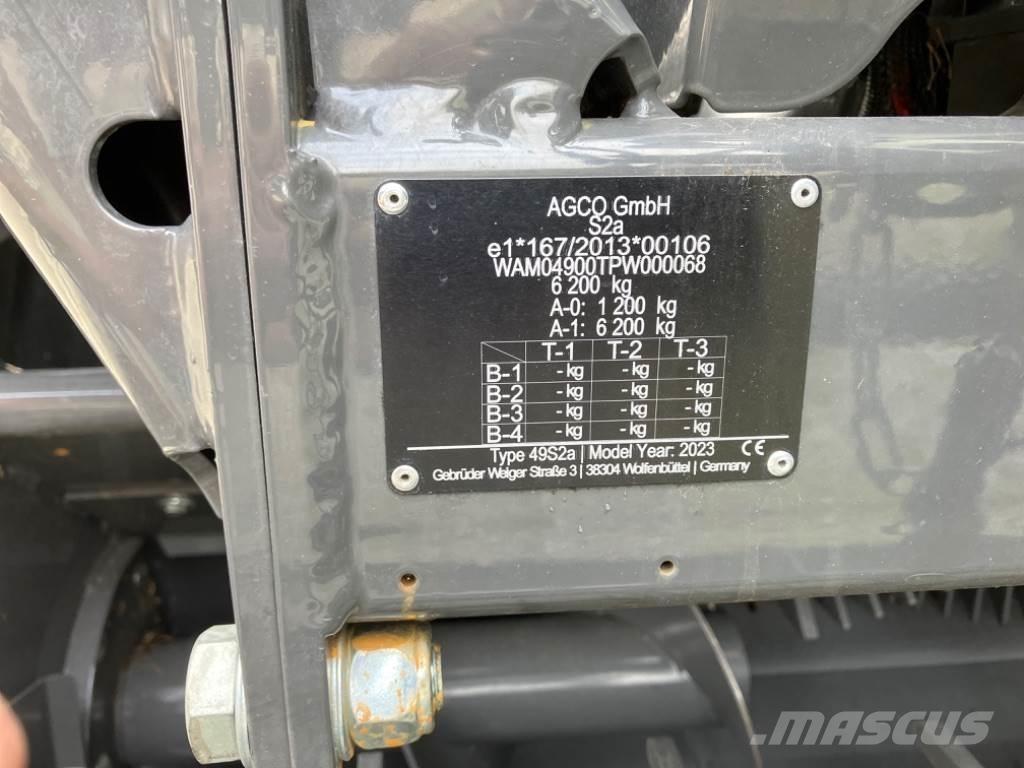 AGCO GmbH
S2a
e1*167/2013*00106
WAM04900TPW000068
6 200 kg
A-0: 1 200 kg
A-1: 6 200 kg
T-1 T-2 T-3
B-1 -kg -kg -kg
B-2 -kg -kg -kg
B-3 -kg -kg -kg
B-4 -kg -kg -kg
Type 49S2a | Model Year: 2023 CE
Gebrüder Welger Straße 3 | 38304 Wolfenbüttel | Germany
MASCUS